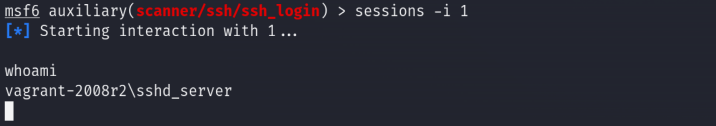 msf6 auxiliary(scanner/ssh/ssh_login) > sessions -i 1
[*] Starting interaction with 1...
whoami
vagrant-2008r2\sshd_server